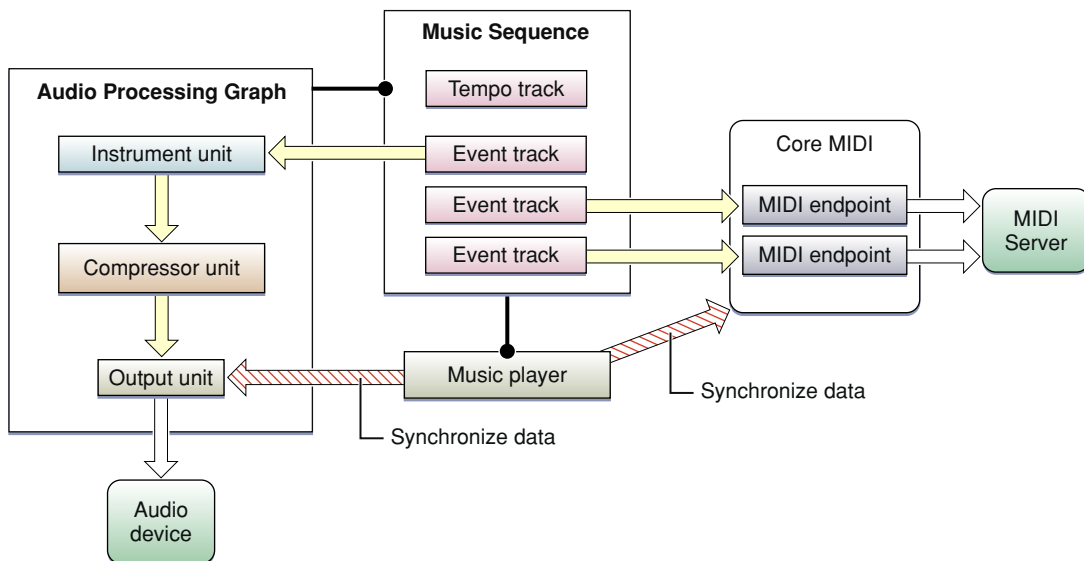 Music Sequence
Tempo track
Event track
Event track
Event track
Audio Processing Graph
Instrument unit
Compressor unit
Output unit
Audio
device
Music player
Synchronize data
Synchronize data
Core MIDI
MIDI endpoint
MIDI endpoint
MIDI
Server